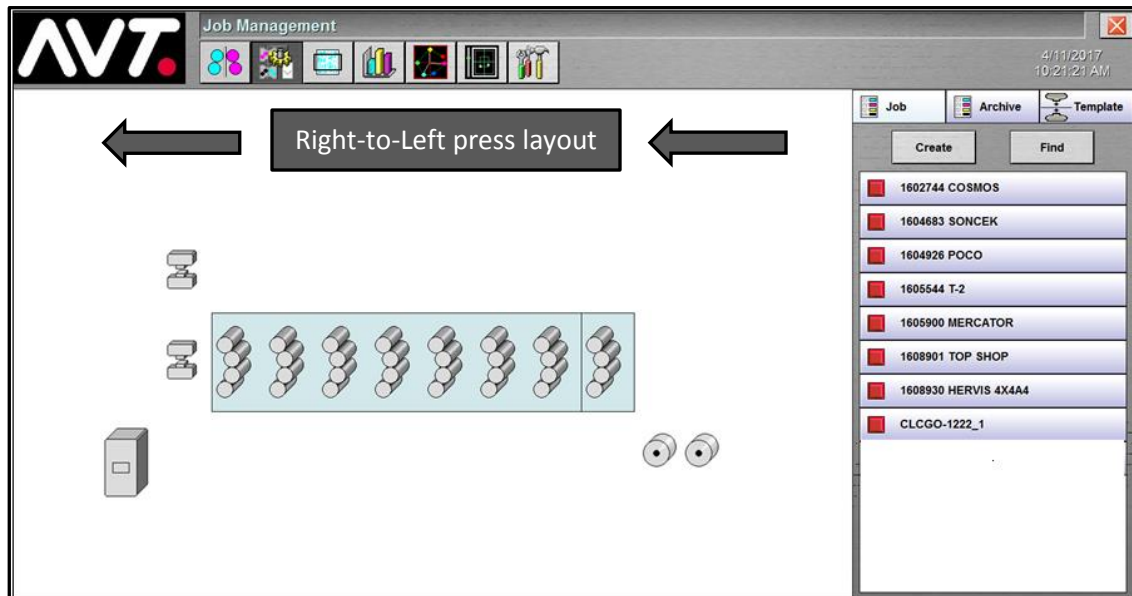 AVT.
Job Management
4/11/2017
10:21:21 AM
Right-to-Left press layout
Job
Archive
Template
Create
Find
1602744 COSMOS
1604683 SONCEK
1604926 POCO
1605544 T-2
1605900 MERCATOR
1608901 TOP SHOP
1608930 HERVIS 4X4A4
CLCGO-1222_1